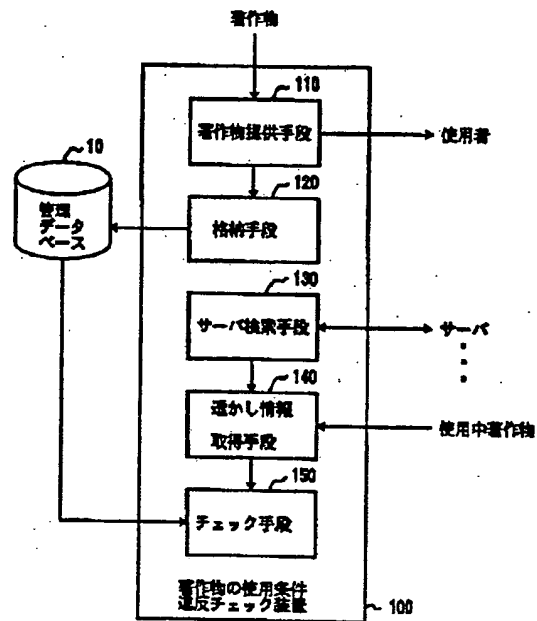 著作物
110
著作物提供手段
使用者
10
管理
データ
ベース
120
格納手段
130
サーバ検索手段
サーバ
140
透かし情報
取得手段
使用中著作物
150
チェック手段
著作物の使用条件
違反チェック装置
100